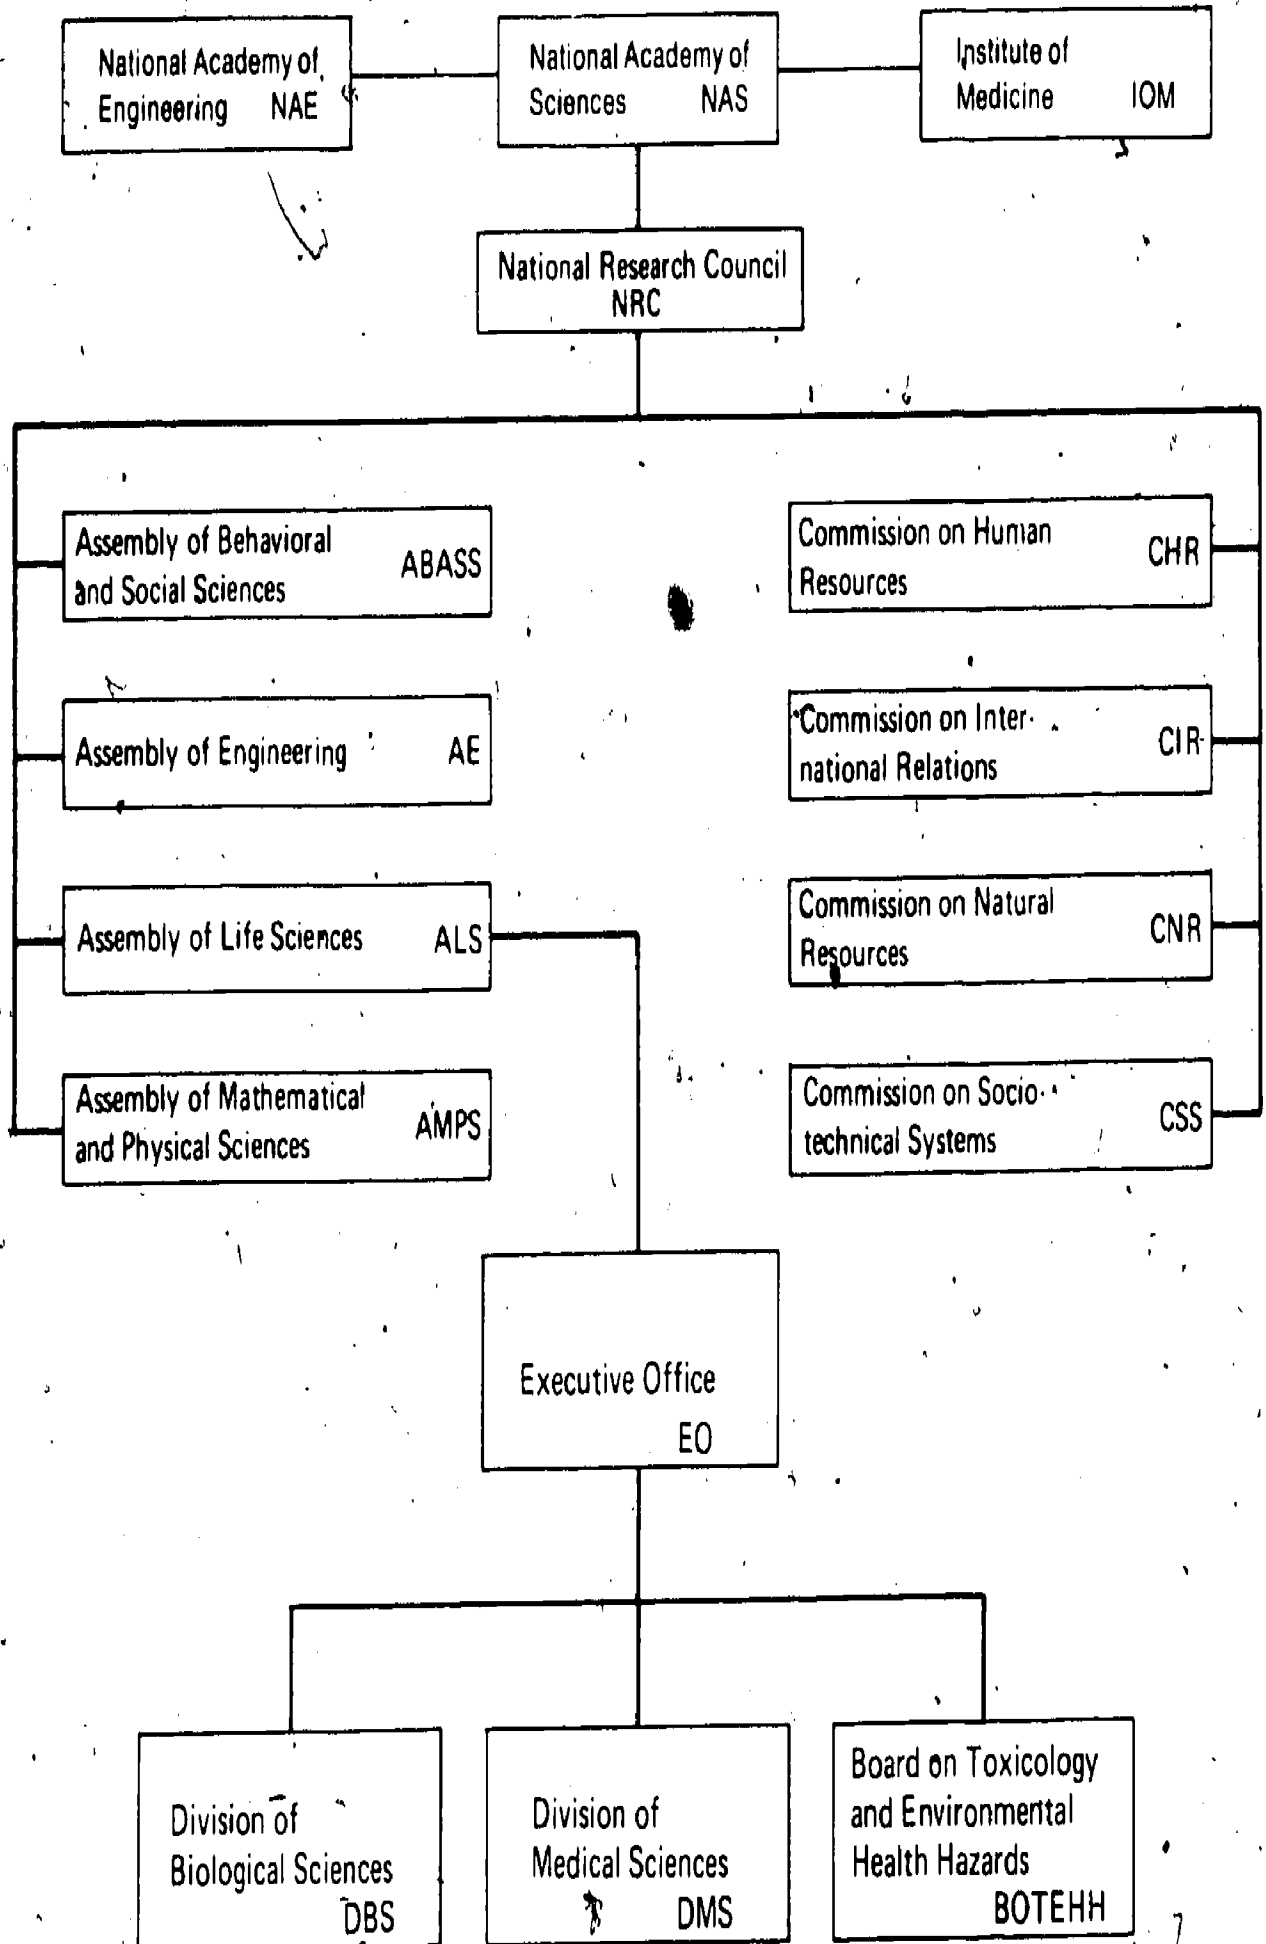 National Academy of
Engineering NAE
National Academy of
Sciences NAS
Institute of
Medicine IOM
National Research Council
NRC
Assembly of Behavioral
and Social Sciences
ABASS
Commission on Human
Resources
CHR
Assembly of Engineering AE
Commission on Inter-
national Relations
CIR
Assembly of Life Sciences ALS
Commission on Natural
Resources
CNR
Assembly of Mathematical
and Physical Sciences
AMPS
Commission on Socio-
technical Systems
CSS
Executive Office
EO
Division of
Biological Sciences
DBS
Division of
Medical Sciences
DMS
Board on Toxicology
and Environmental
Health Hazards
BOTEHH
7